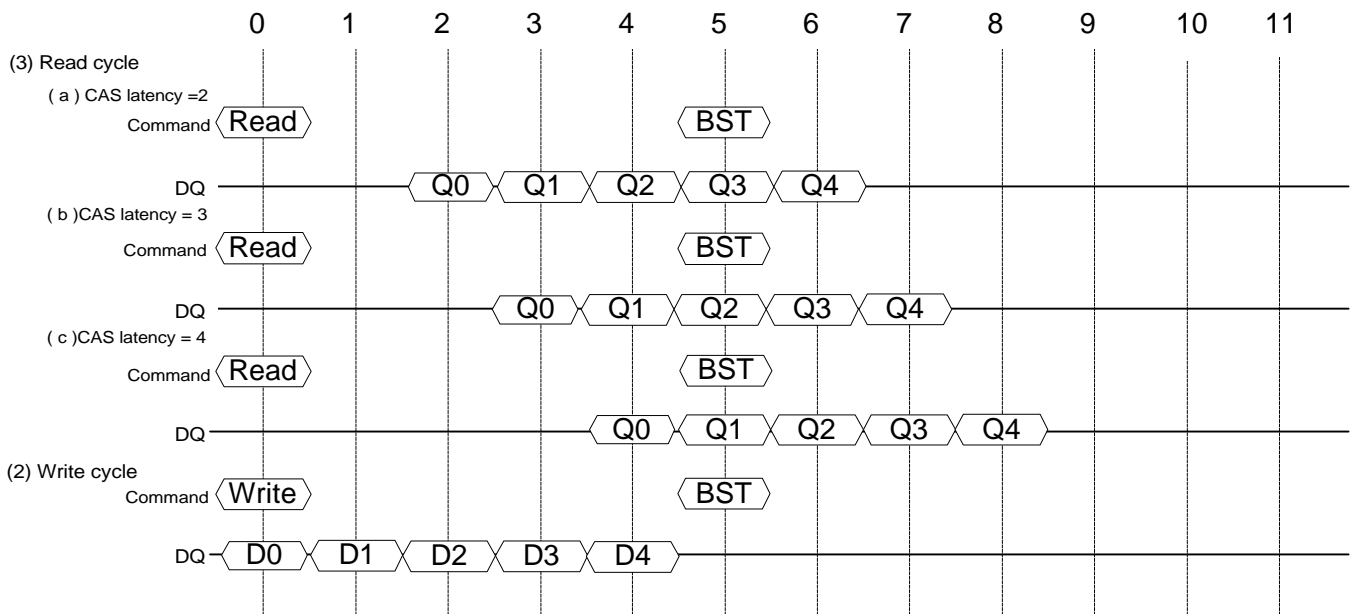 0 1 2 3 4 5 6 7 8 9 10 11
(3) Read cycle
( a ) CAS latency =2
Command Read BST
DQ Q0 Q1 Q2 Q3 Q4
( b )CAS latency = 3
Command Read BST
DQ Q0 Q1 Q2 Q3 Q4
( c )CAS latency = 4
Command Read BST
DQ Q0 Q1 Q2 Q3 Q4
(2) Write cycle
Command Write BST
DQ D0 D1 D2 D3 D4